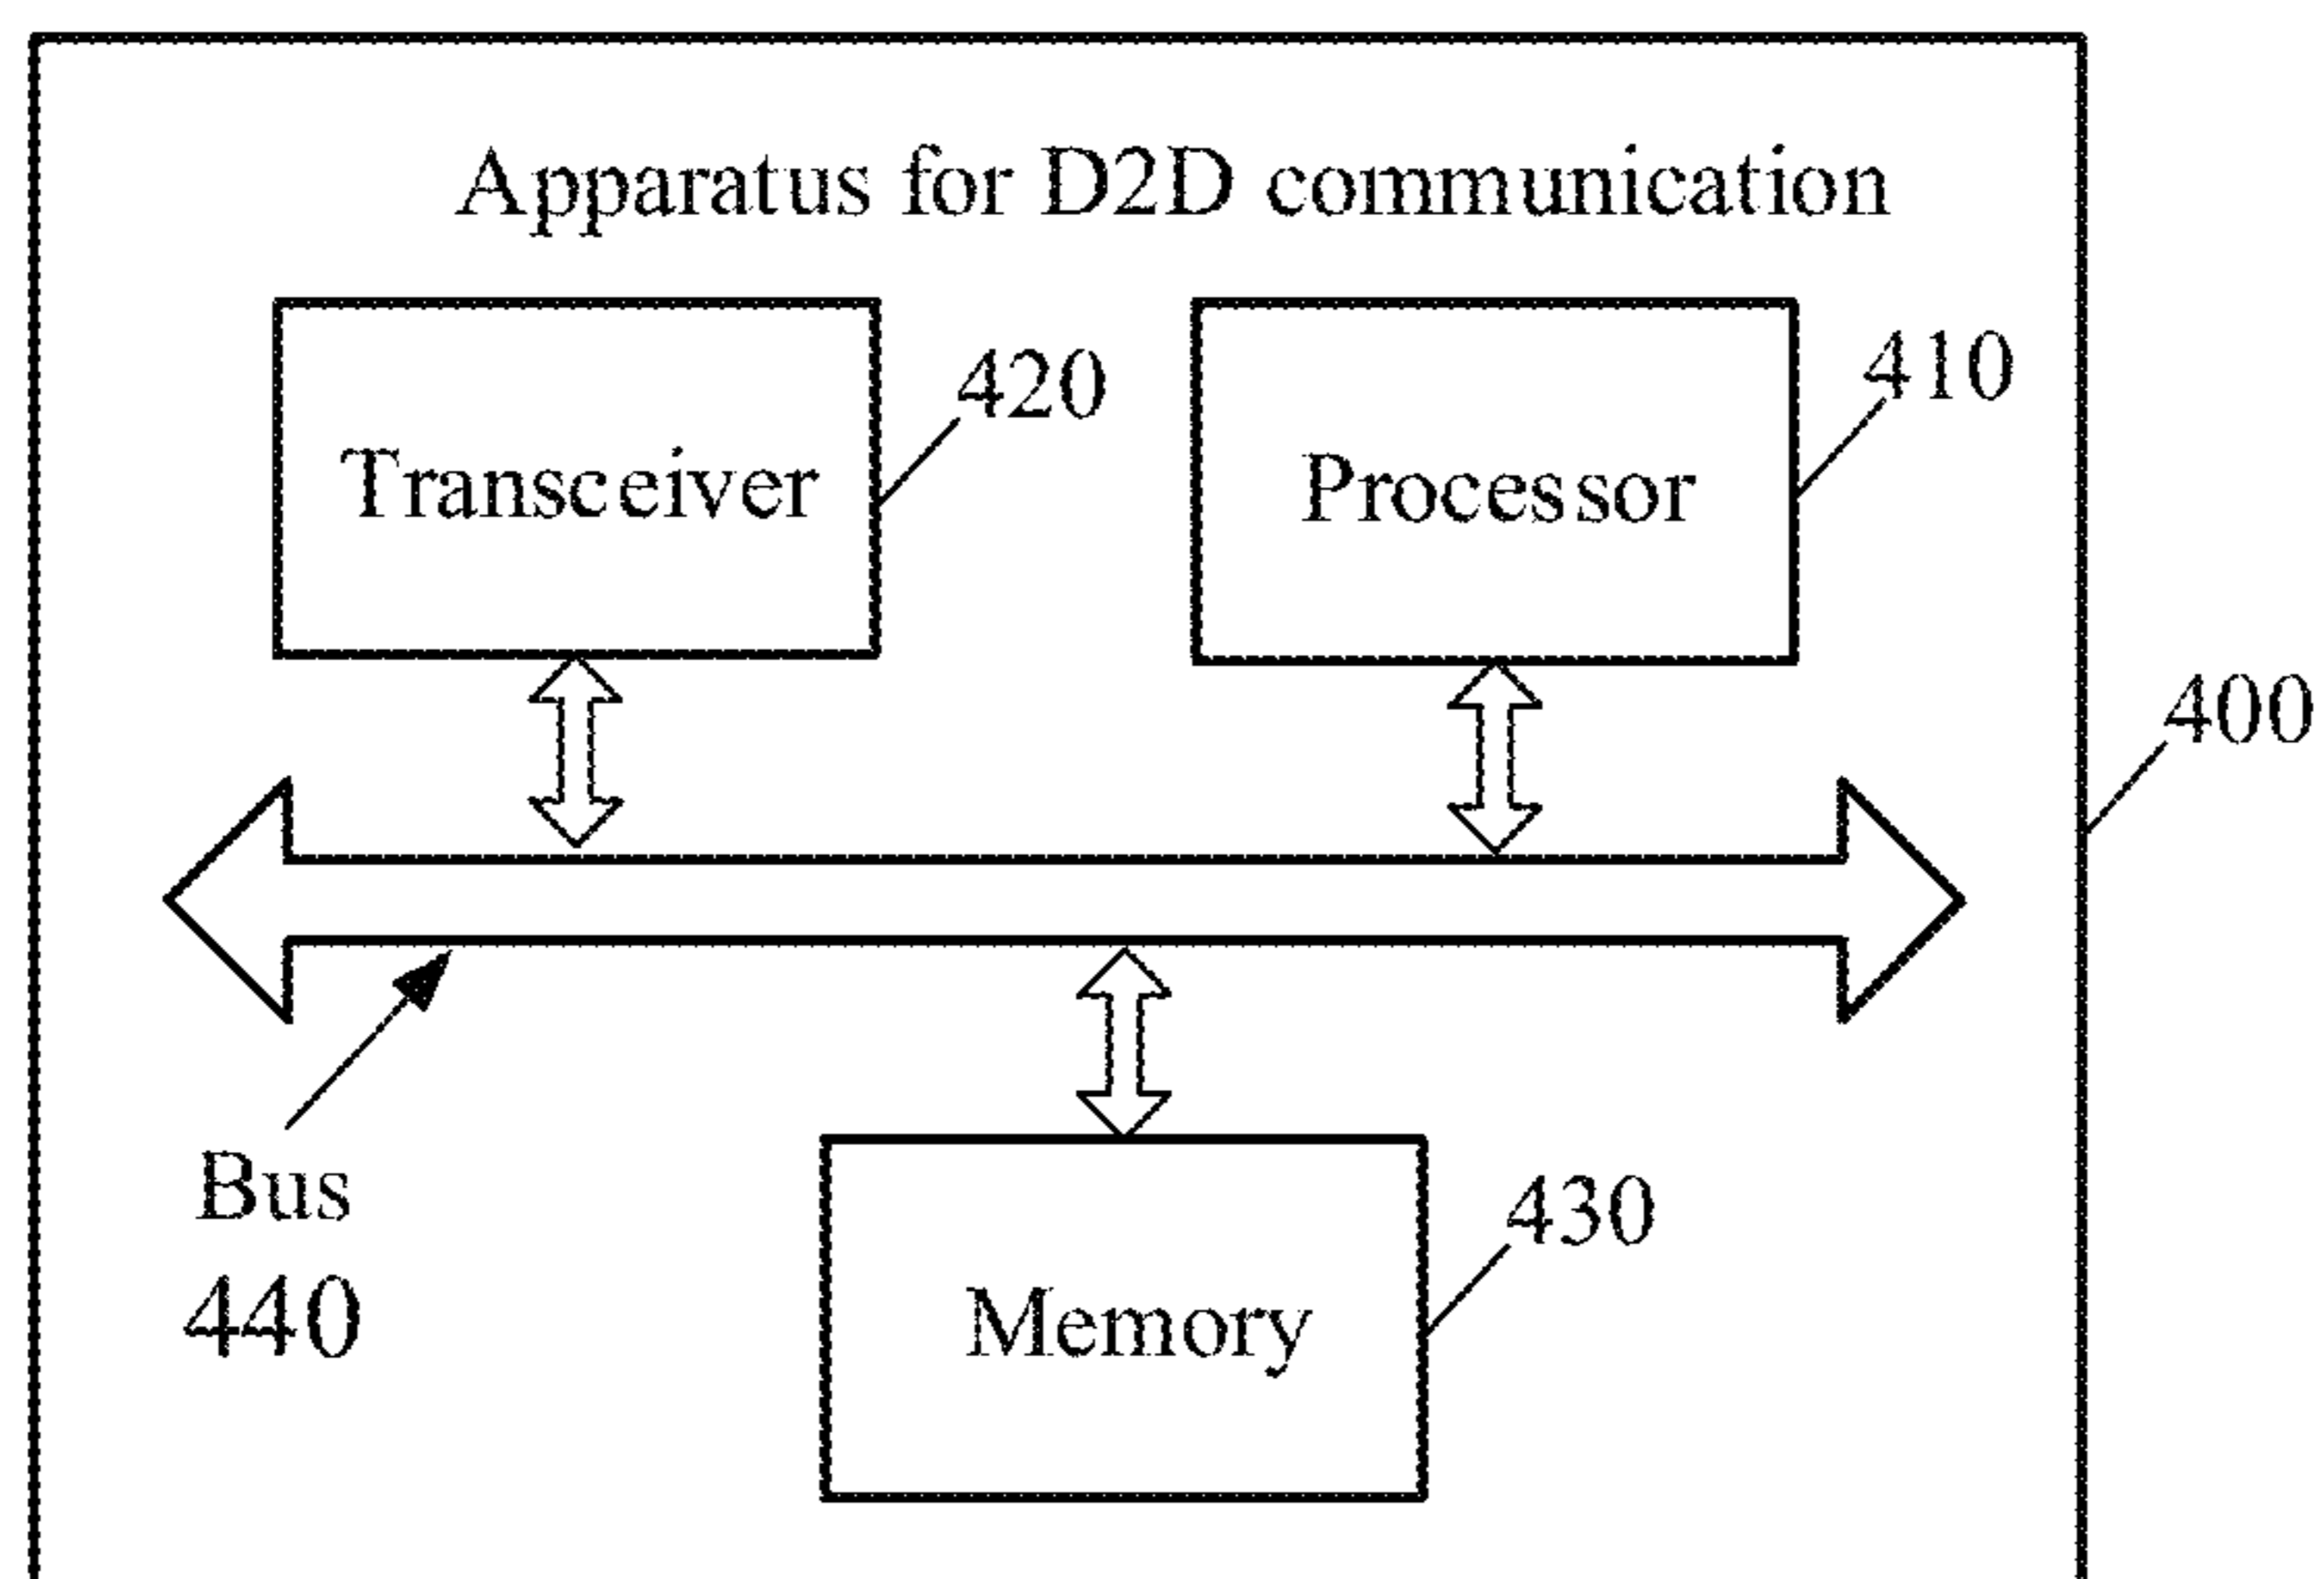 Apparatus for D2D communication
420
410
Transceiver
Processor
400
Bus
440
430
Memory